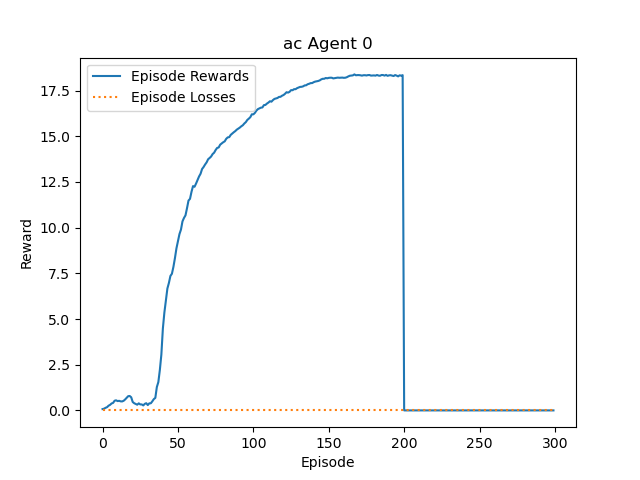 ac Agent 0
Episode Rewards
Episode Losses
17.5
15.0
12.5
10.0
7.5
5.0
2.5
0.0
Reward
0 50 100 150 200 250 300
Episode